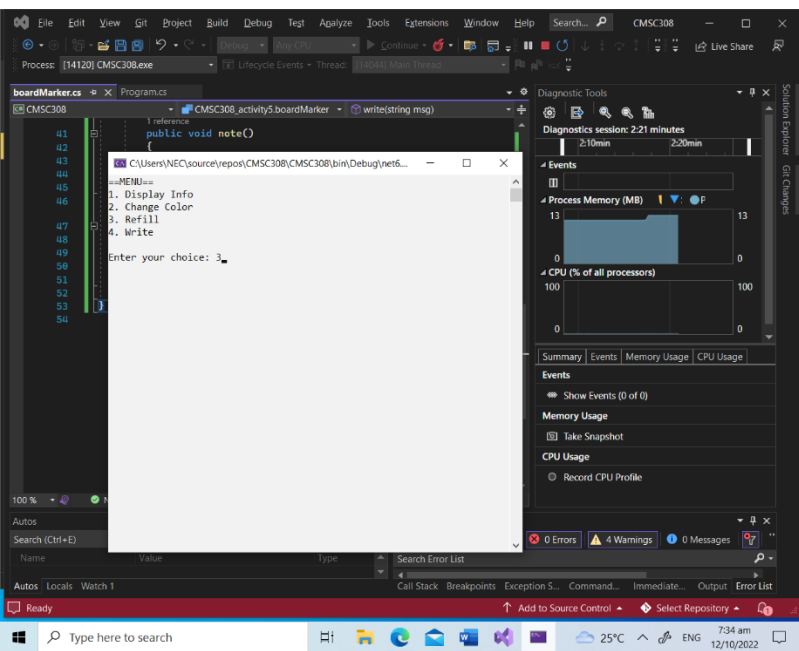 File Edit View Git Project Build Debug Test Analyze Tools Extensions Window Help Search... CMSC308
Debug Any CPU Continue Live Share
Process: [14120] CMSC308.exe Lifecycle Events Thread: [14044] Main Thread
boardMarker.cs Program.cs
CMSC308 CMSC308_activity5.boardMarker write(string msg)
1 reference
41 public void note()
42 {
43
44
45
46
47
48
49
50
51
52
53 }
54
C:\Users\NEC\source\repos\CMSC308\CMSC308\bin\Debug\net6...
==MENU==
1. Display Info
2. Change Color
3. Refill
4. Write
Enter your choice: 3_
Diagnostic Tools
Diagnostics session: 2:21 minutes
2:10min 2:20min
Events
Process Memory (MB) P
13 13
0 0
CPU (% of all processors)
100 100
0 0
Summary Events Memory Usage CPU Usage
Events
Show Events (0 of 0)
Memory Usage
Take Snapshot
CPU Usage
Record CPU Profile
Solution Explorer
Git Changes
100 % N
Autos
Search (Ctrl+E)
Name Value Type
Autos Locals Watch 1
0 Errors 4 Warnings 0 Messages
Search Error List
Call Stack Breakpoints Exception S... Command... Immediate... Output Error List
Ready Add to Source Control Select Repository
Type here to search 25°C ENG 7:34 am
12/10/2022